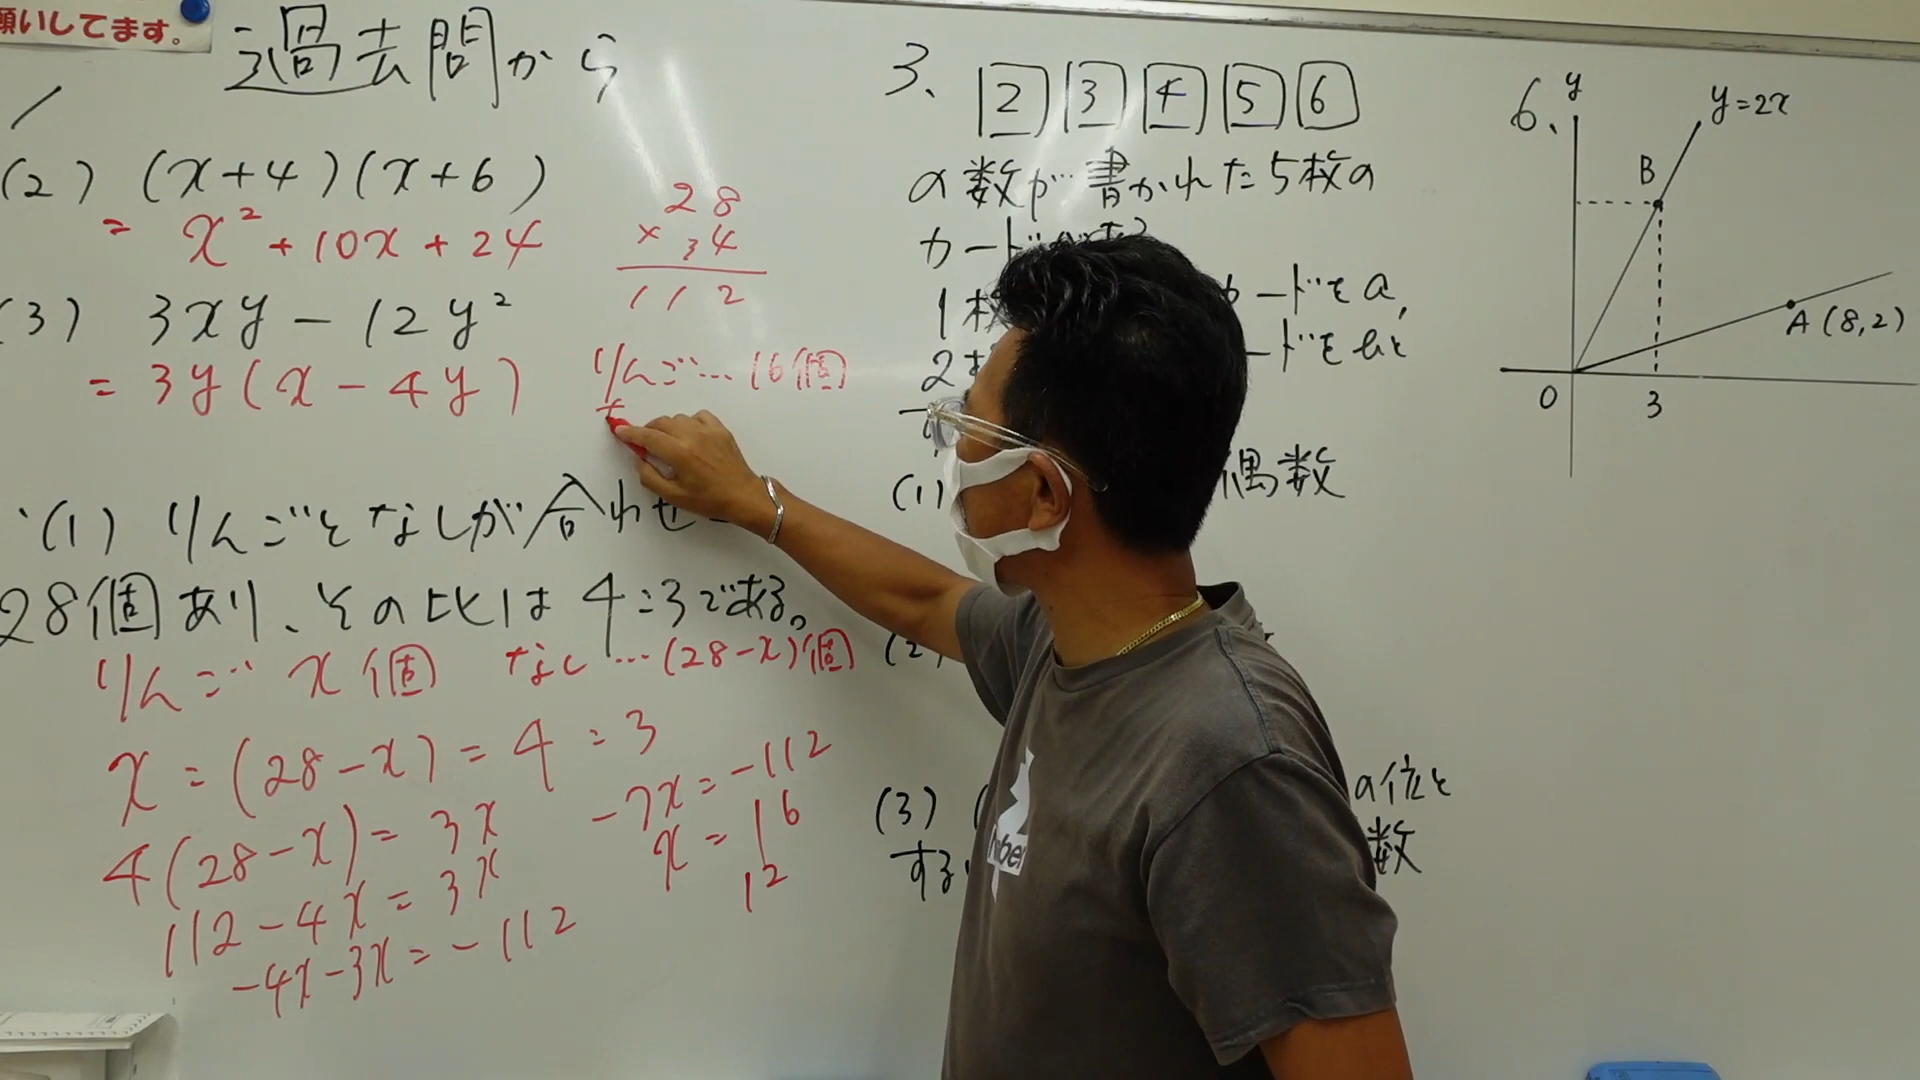 願いしてます。
過去問から
(2) (x+4)(x+6)
= x²+10x+24
(3) 3xy-12y²
= 3y(x-4y)
28
× 34
112
りんご…16個
(1) りんごとなしが合わせ
28個あり、その比は4:3である。
りんご x個 なし…(28-x)個
x:(28-x)=4:3
4(28-x)=3x
112-4x=3x
-4x-3x=-112
-7x=-112
x=16
12
3、 2 3 4 5 6
の数が書かれた5枚の
カード
1枚 カードをa,
2 ードをbと
(1) 偶数
(2)
(3) の位と
する 数
6、
y
y=2x
B
A(8,2)
O
3